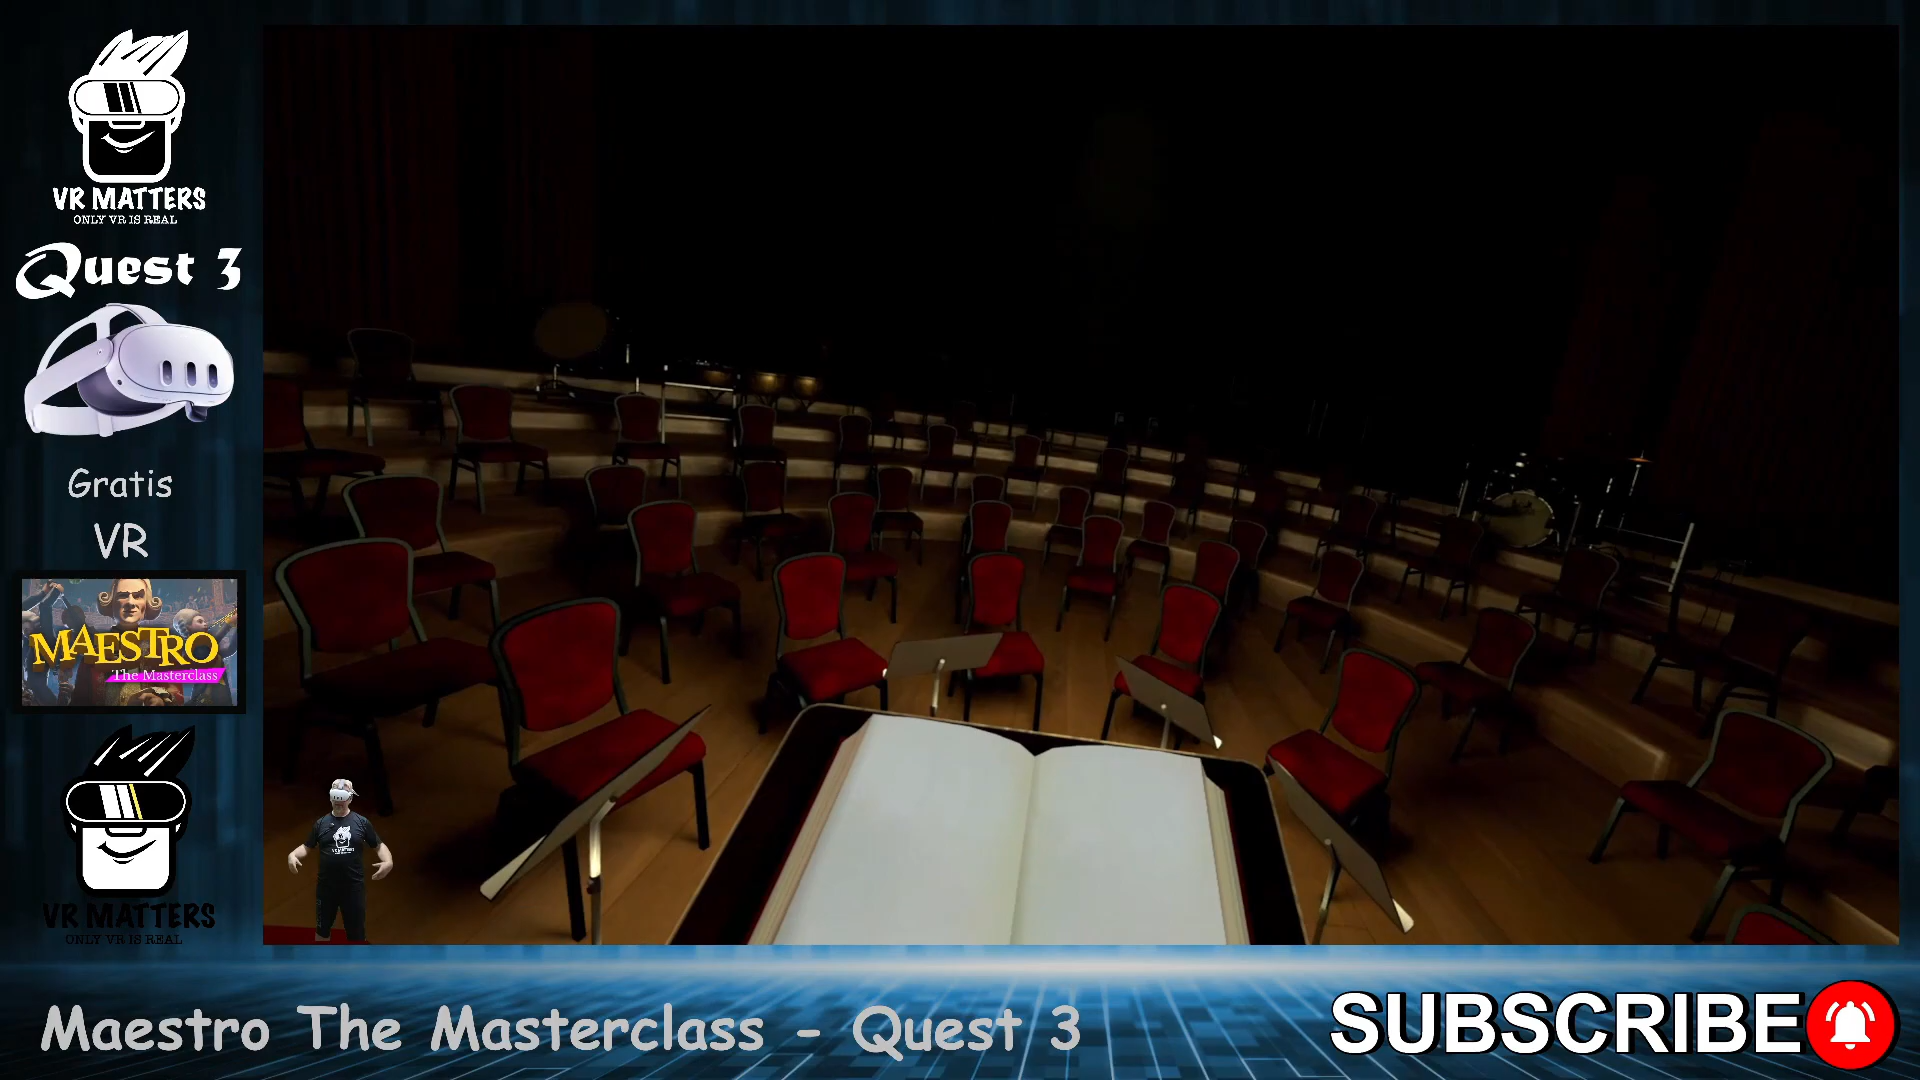 VR MATTERS
ONLY VR IS REAL
Quest 3
Gratis
VR
MAESTRO
The Masterclass
VR MATTERS
ONLY VR IS REAL
Maestro The Masterclass - Quest 3
SUBSCRIBE